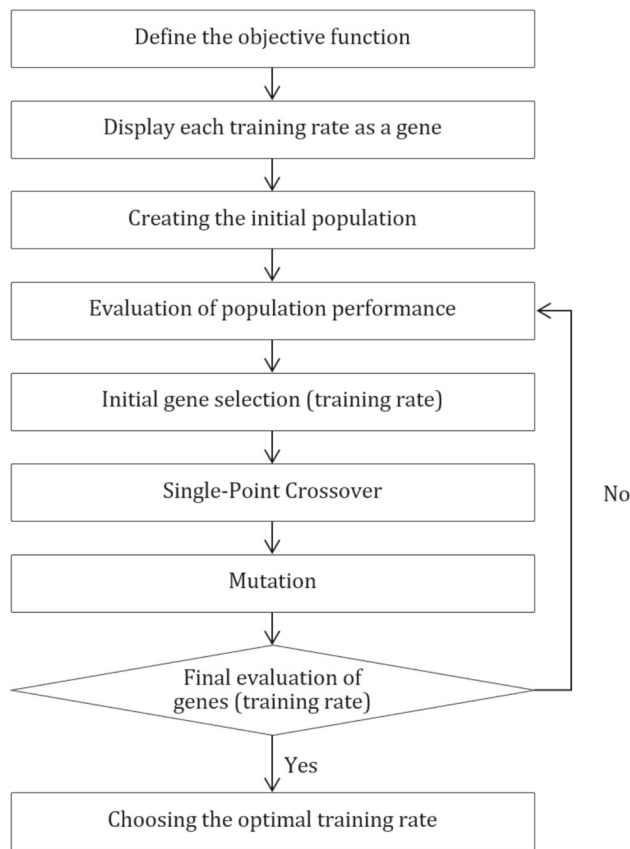 Define the objective function
Display each training rate as a gene
Creating the initial population
Evaluation of population performance
Initial gene selection (training rate)
Single-Point Crossover
No
Mutation
Final evaluation of
genes (training rate)
Yes
Choosing the optimal training rate